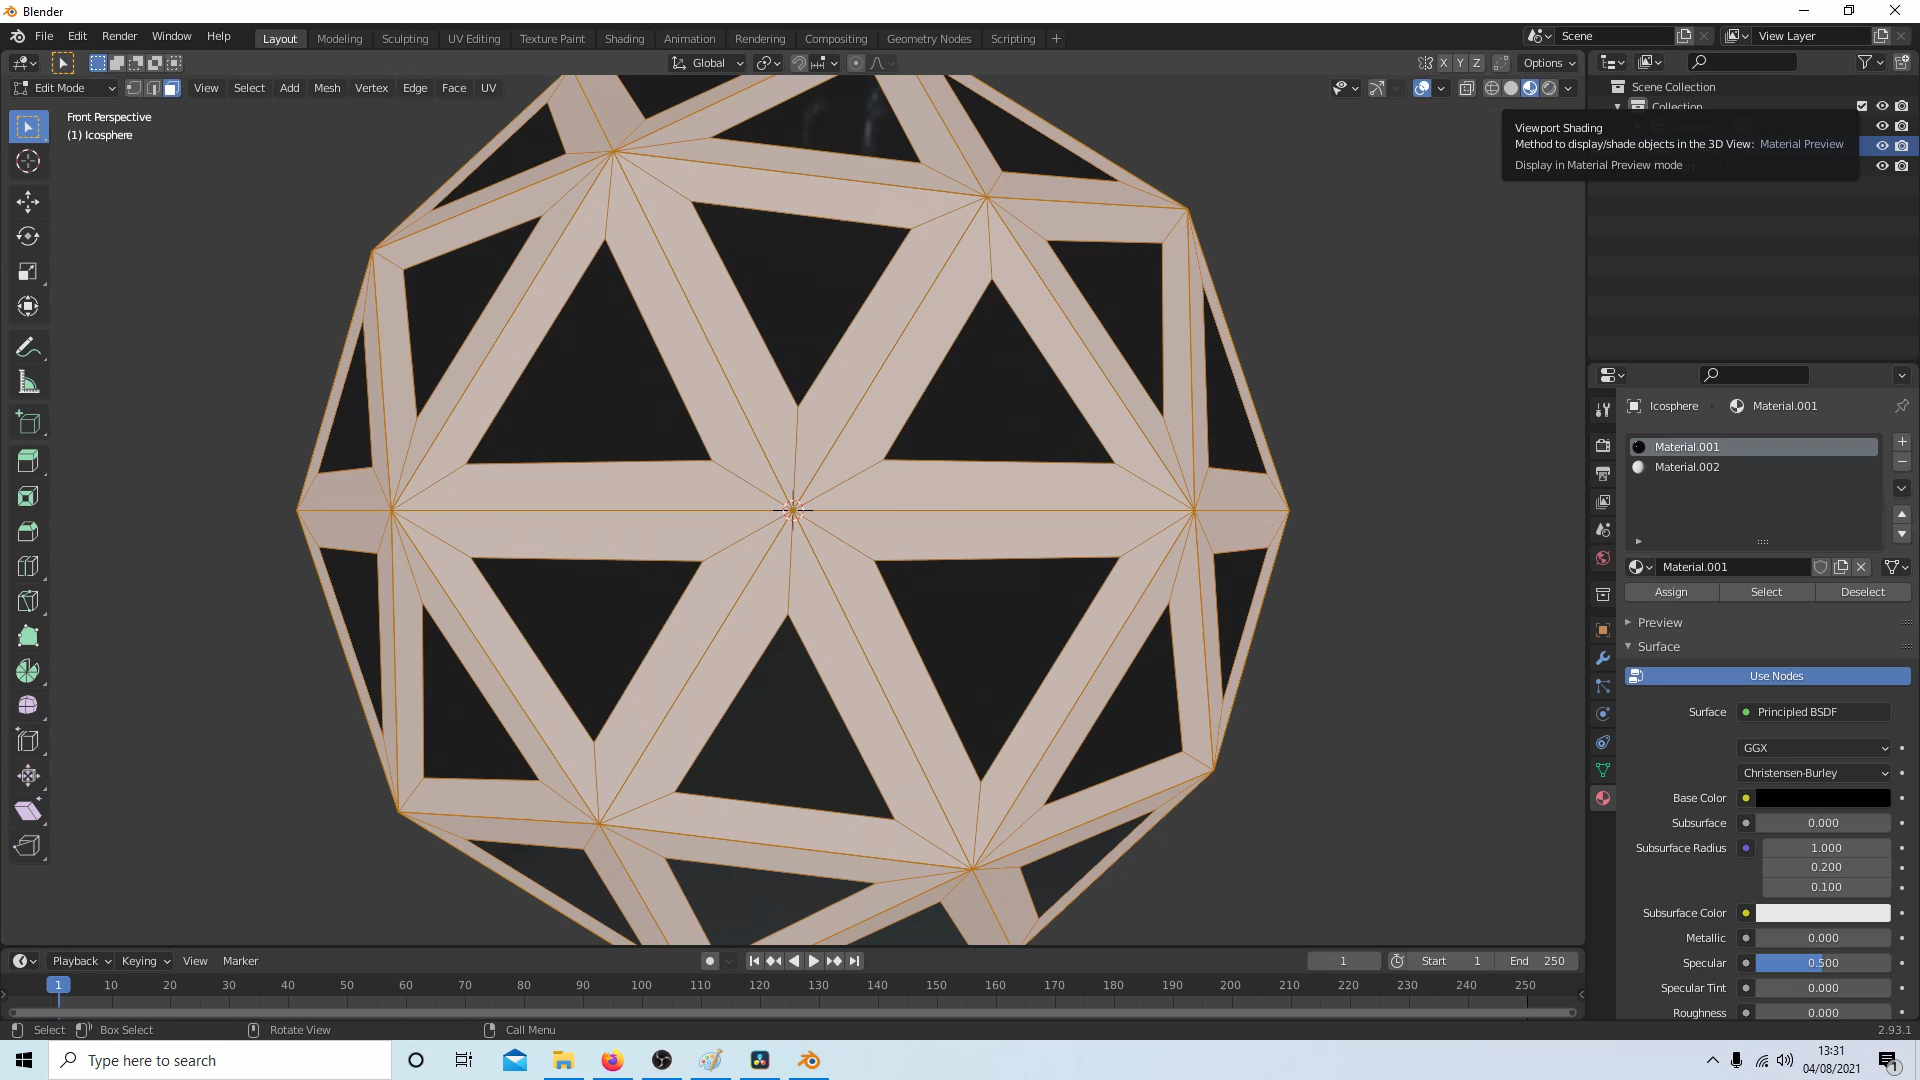 Blender
File Edit Render Window Help
Layout Modeling Sculpting UV Editing Texture Paint Shading Animation Rendering Compositing Geometry Nodes Scripting +
Scene
View Layer
Global
X Y Z
Options
Edit Mode
View Select Add Mesh Vertex Edge Face UV
Front Perspective
(1) Icosphere
Scene Collection
Collection
Viewport Shading
Method to display/shade objects in the 3D View: Material Preview
Display in Material Preview mode
Icosphere
Material.001
Material.001
Material.002
Material.001
Assign Select Deselect
Preview
Surface
Use Nodes
Surface Principled BSDF
GGX
Christensen-Burley
Base Color
Subsurface 0.000
Subsurface Radius 1.000
0.200
0.100
Subsurface Color
Metallic 0.000
Specular 0.500
Specular Tint 0.000
Roughness 0.000
Playback Keying View Marker
1
Start 1
End 250
1 10 20 30 40 50 60 70 80 90 100 110 120 130 140 150 160 170 180 190 200 210 220 230 240 250
Select Box Select Rotate View Call Menu
2.93.1
Type here to search
13:31
04/08/2021
1